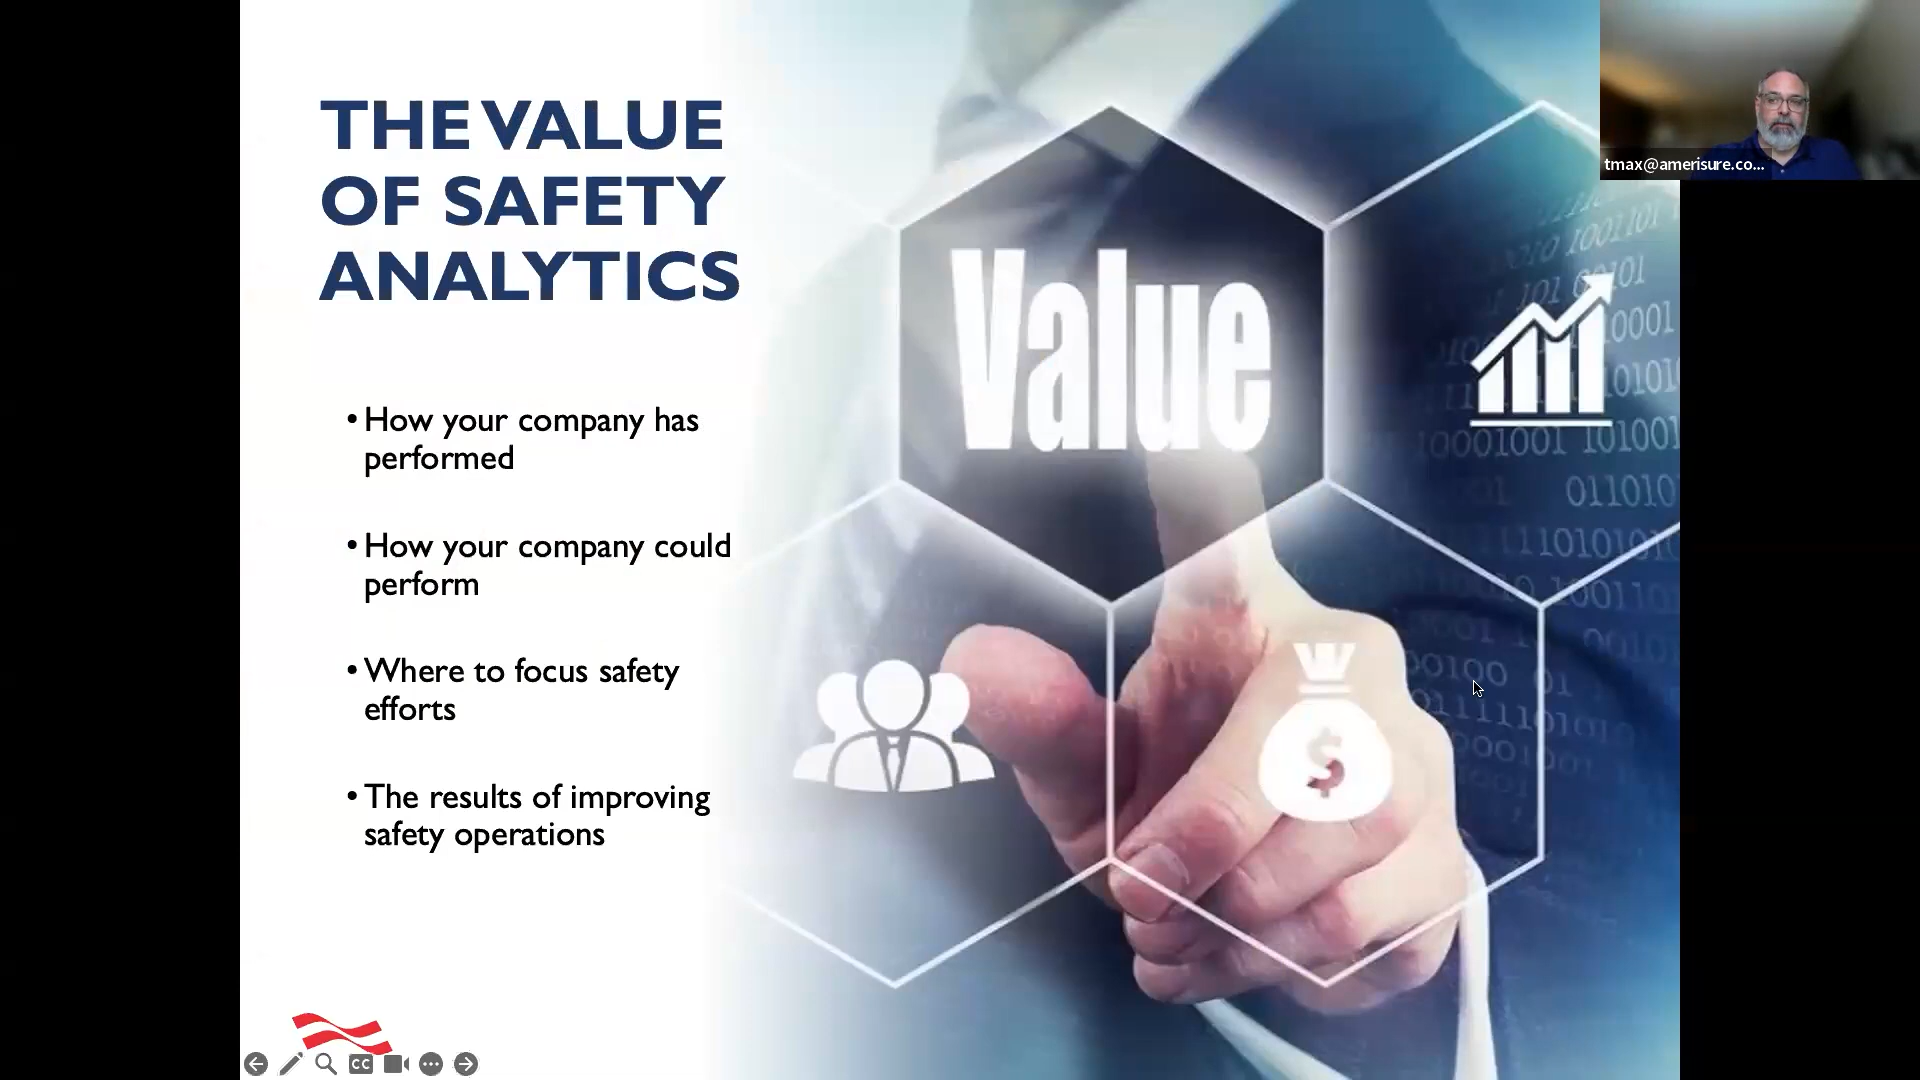 THE VALUE
OF SAFETY
ANALYTICS
• How your company has
performed
• How your company could
perform
• Where to focus safety
efforts
• The results of improving
safety operations
Value
$
tmax@amerisure.co...
CC